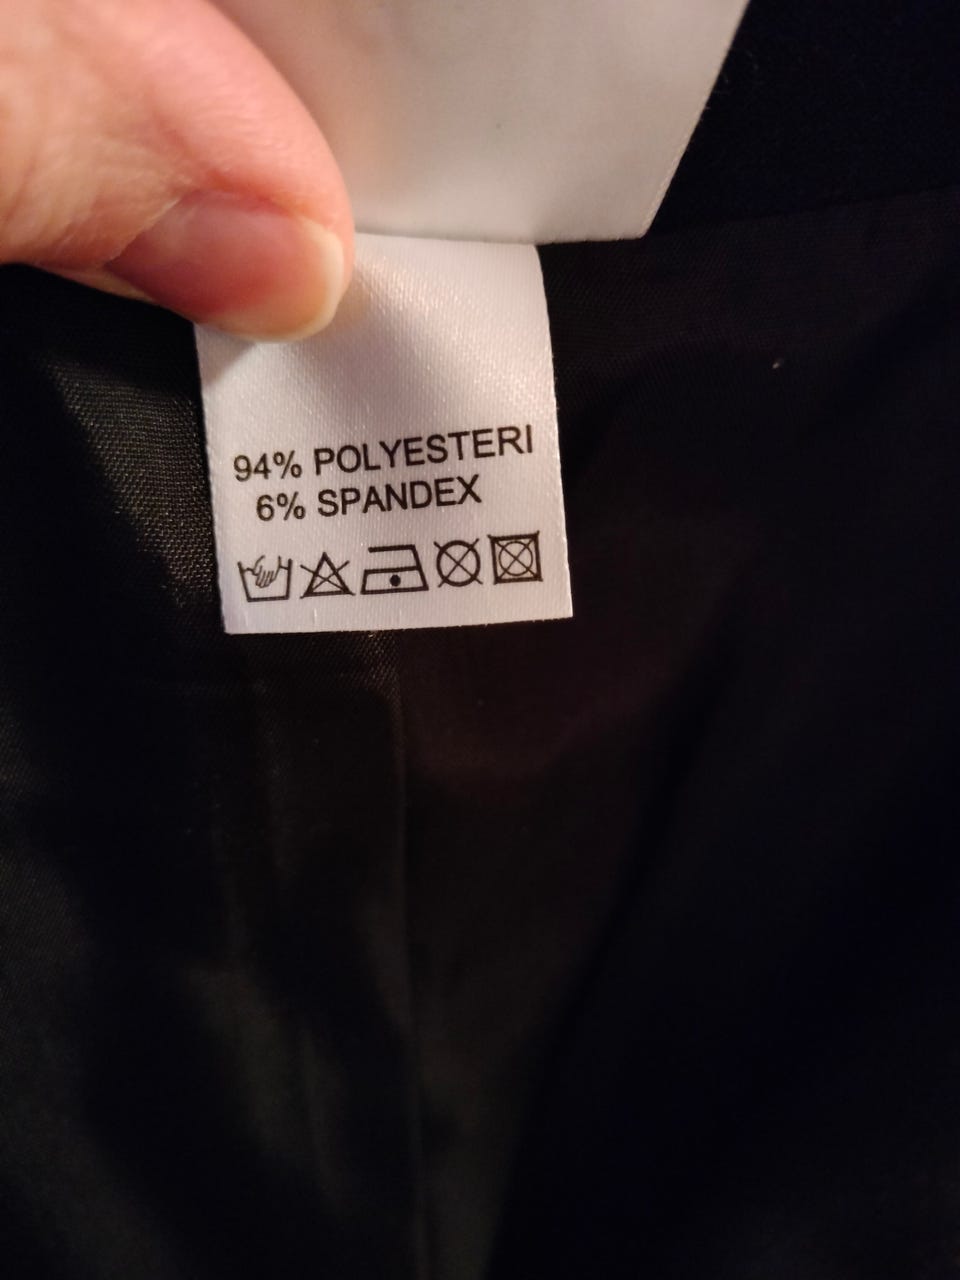 94% POLYESTERI
6% SPANDEX